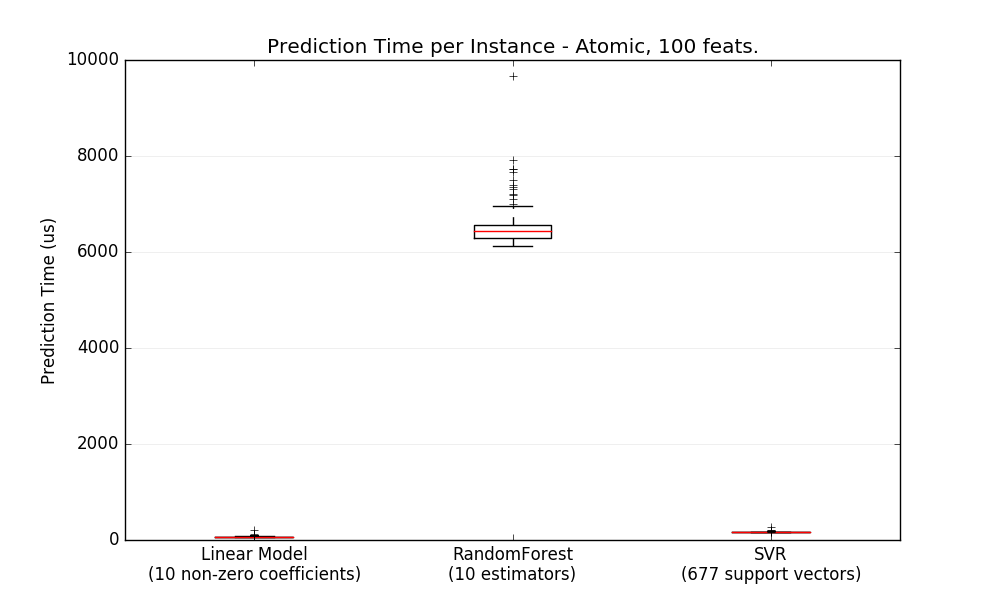 Prediction Time per Instance - Atomic, 100 feats.
10000
8000
6000
4000
2000
0
Prediction Time (us)
Linear Model
(10 non-zero coefficients)
RandomForest
(10 estimators)
SVR
(677 support vectors)